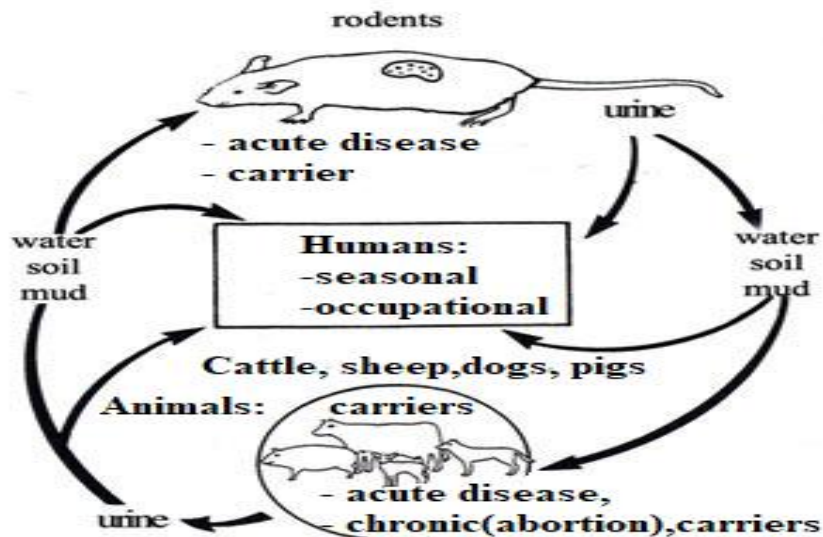 rodents
urine
- acute disease
- carrier
water
soil
mud
water
soil
mud
Humans:
-seasonal
-occupational
Cattle, sheep,dogs, pigs
Animals: carriers
- acute disease,
- chronic(abortion),carriers
urine